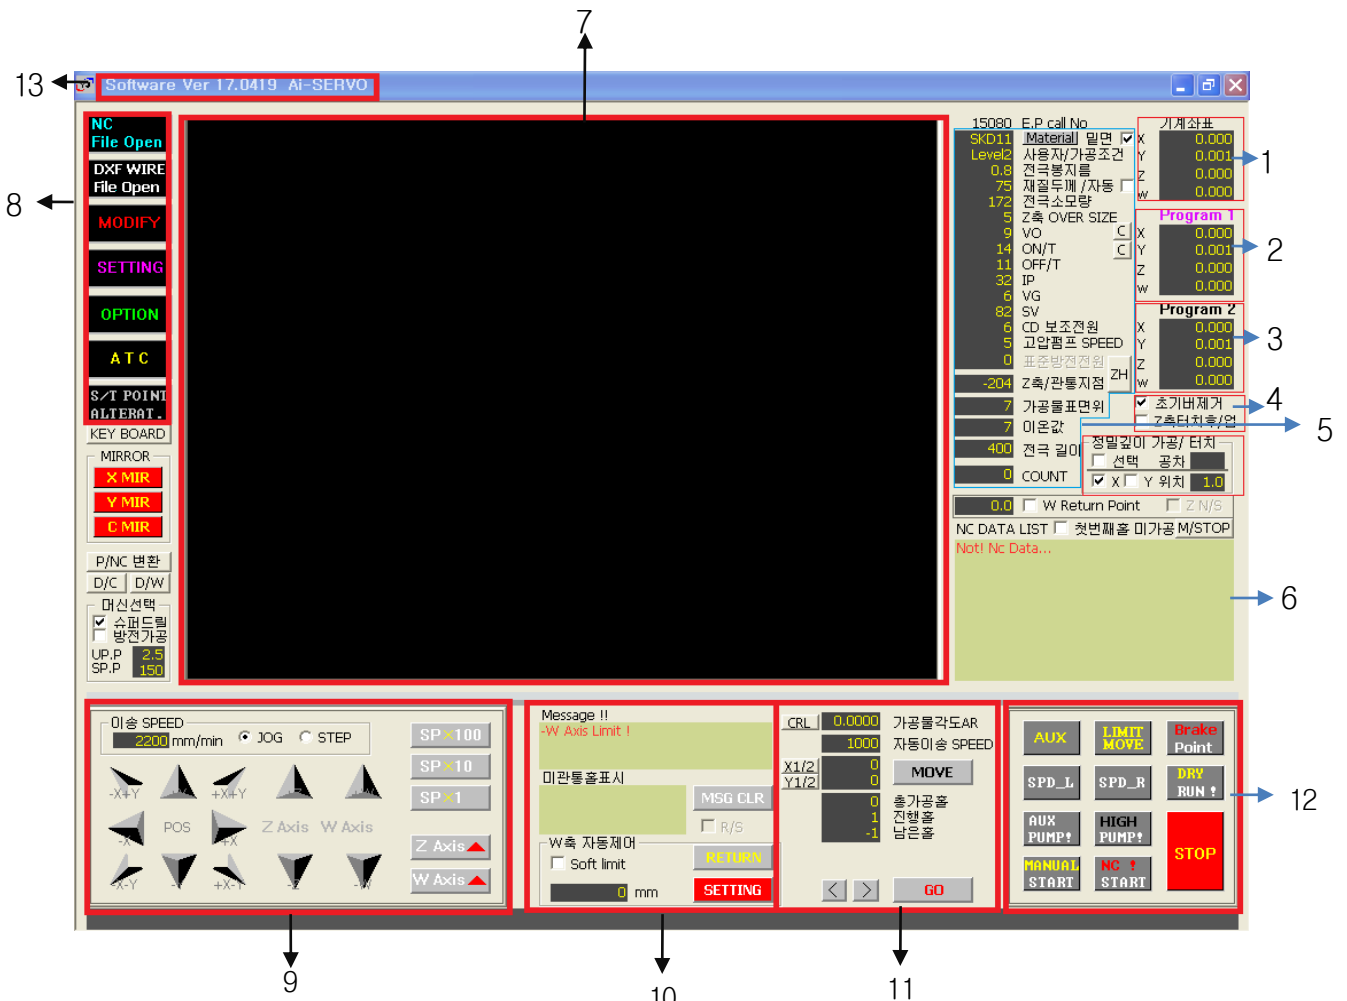 7
13
Software Ver 17.0419 Ai-SERVO
NC
File Open
DXF WIRE
File Open
8
MODIFY
SETTING
OPTION
A T C
S/T POINT
ALTERAT.
KEY BOARD
MIRROR
X MIR
Y MIR
C MIR
P/NC 변환
D/C D/W
머신선택
슈퍼드릴
방전가공
UP.P 2.5
SP.P 150
15080 E.P call No
SKD11 Material 밑면
Level2 사용자/가공조건
0.8 전극봉지름
75 재질두께 /자동
172 전극소모량
5 Z축 OVER SIZE
9 VO C
14 ON/T C
11 OFF/T
32 IP
6 VG
82 SV
6 CD 보조전원
5 고압펌프 SPEED
0 표준방전전원
-204 Z축/관통지점 ZH
7 가공물표면위
7 이온값
400 전극 길이
0 COUNT
기계좌표
X 0.000
Y 0.001
Z 0.000
W 0.000
1
Program 1
X 0.000
Y 0.001
Z 0.000
W 0.000
2
Program 2
X 0.000
Y 0.001
Z 0.000
W 0.000
3
초기버제거
4
Z축터치후/업
5
정밀깊이 가공/ 터치
선택 공차
X Y 위치 1.0
0.0 W Return Point Z N/S
NC DATA LIST 첫번째홀 미가공 M/STOP
Not! Nc Data...
6
이송 SPEED
2200 mm/min JOG STEP
SP×100
SP×10
SP×1
-X+Y +Y +X+Y +Z +W
-X POS +X Z Axis W Axis
Z Axis
-X-Y -Y +X-Y -Z -W
W Axis
9
Message !!
-W Axis Limit !
미관통홀표시
MSG CLR
R/S
W축 자동제어
Soft limit
RETURN
0 mm SETTING
10
CRL 0.0000 가공물각도AR
1000 자동이송 SPEED
X1/2 0
Y1/2 0
MOVE
0 총가공홀
1 진행홀
-1 남은홀
< > GO
11
AUX
LIMIT
MOVE
Brake
Point
SPD_L SPD_R
DRY
RUN !
AUX
PUMP!
HIGH
PUMP!
STOP
MANUAL
START
NC !
START
12